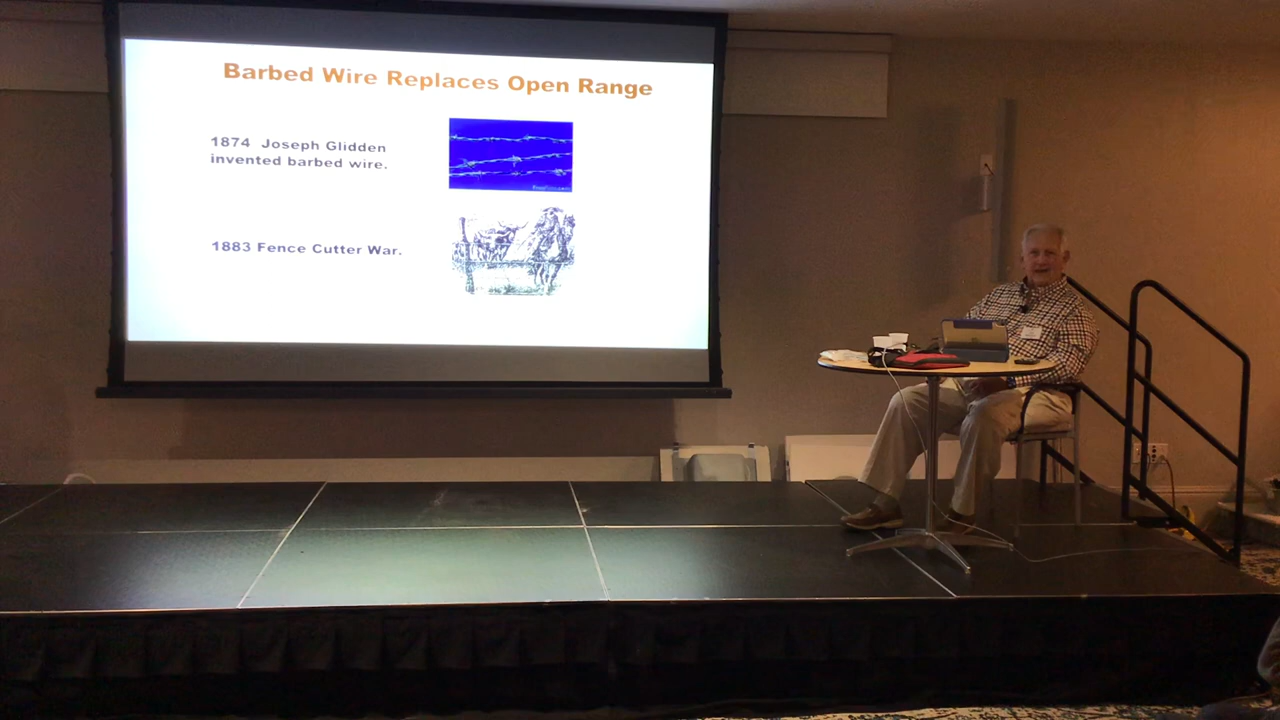 Barbed Wire Replaces Open Range
1874 Joseph Glidden
invented barbed wire.
1883 Fence Cutter War.